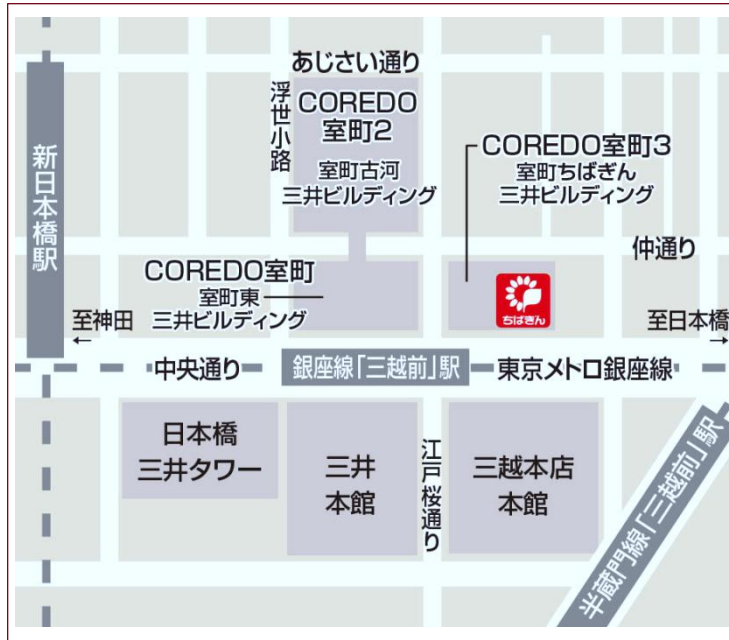 あじさい通り
浮世小路
COREDO
室町2
室町古河
三井ビルディング
COREDO室町3
室町ちばぎん
三井ビルディング
新日本橋駅
仲通り
COREDO室町
室町東
三井ビルディング
ちばぎん
至神田
←
至日本橋
→
中央通り
銀座線「三越前」駅
東京メトロ銀座線
日本橋
三井タワー
三井
本館
江戸桜通り
三越本店
本館
半蔵門線「三越前」駅